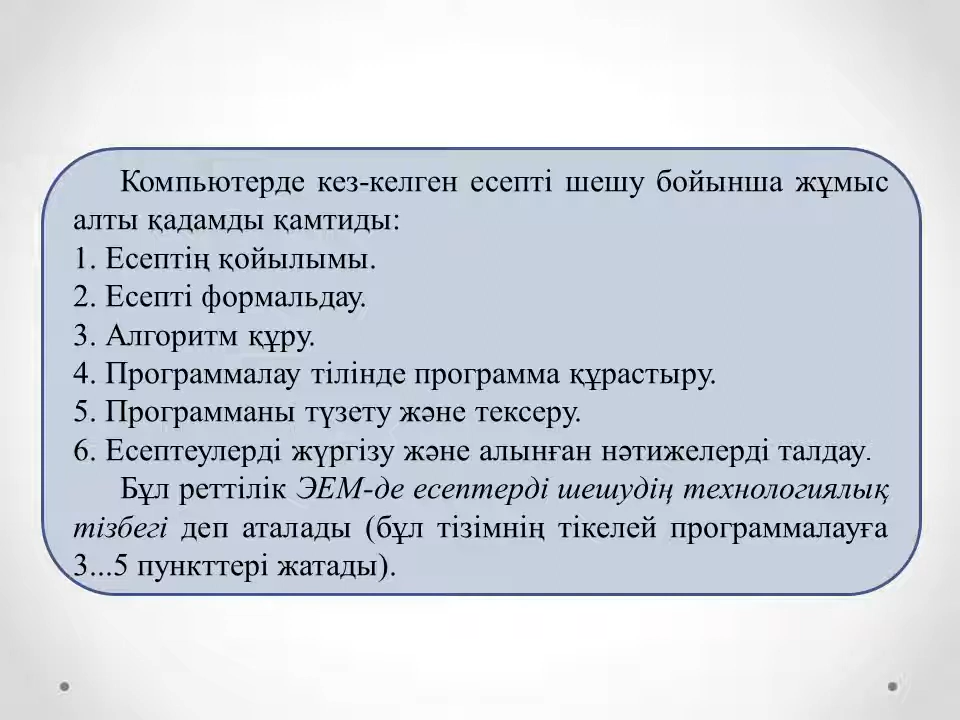 Компьютерде кез-келген есепті шешу бойынша жұмыс
алты қадамды қамтиды:
1. Есептің қойылымы.
2. Есепті формальдау.
3. Алгоритм құру.
4. Программалау тілінде программа құрастыру.
5. Программаны түзету және тексеру.
6. Есептеулерді жүргізу және алынған нәтижелерді талдау.
Бұл реттілік ЭЕМ-де есептерді шешудің технологиялық
тізбегі деп аталады (бұл тізімнің тікелей программалауға
3...5 пункттері жатады).